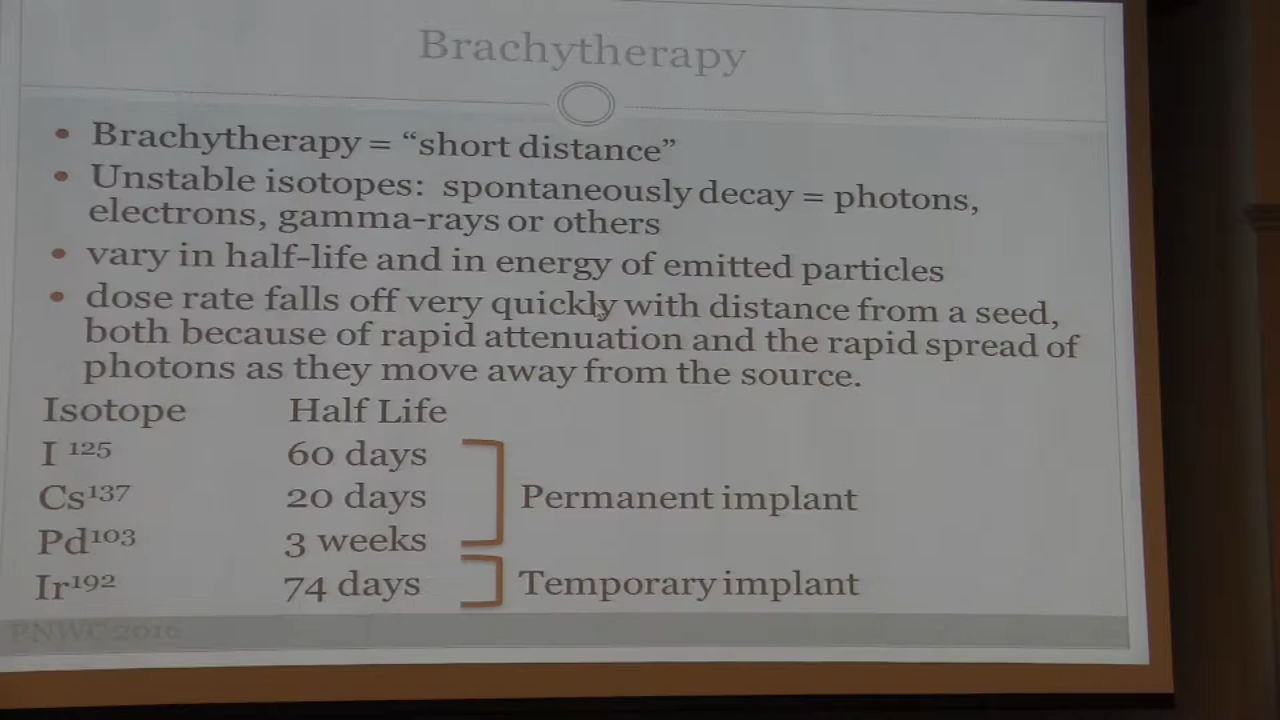 Brachytherapy
• Brachytherapy = “short distance”
• Unstable isotopes: spontaneously decay = photons,
electrons, gamma-rays or others
• vary in half-life and in energy of emitted particles
• dose rate falls off very quickly with distance from a seed,
both because of rapid attenuation and the rapid spread of
photons as they move away from the source.
Isotope Half Life
I ¹²⁵ 60 days
Cs¹³⁷ 20 days Permanent implant
Pd¹⁰³ 3 weeks
Ir¹⁹² 74 days Temporary implant
PNWC 2016